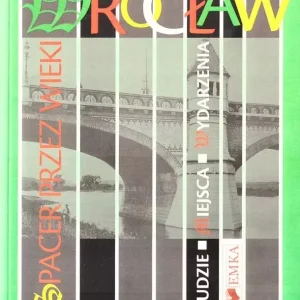 WROCŁAW
SPACER PRZEZ WIEKI
LUDZIE ■ MIEJSCA ■ WYDARZENIA
EMKA